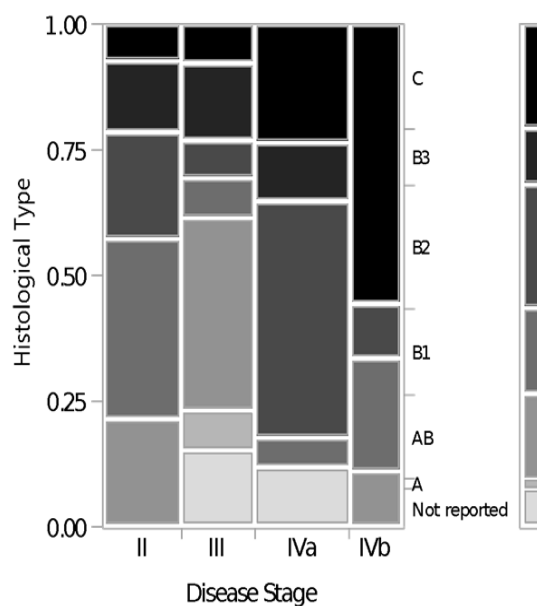 1.00
0.75
0.50
0.25
0.00
Histological Type
C
B3
B2
B1
AB
A
Not reported
II III IVa IVb
Disease Stage